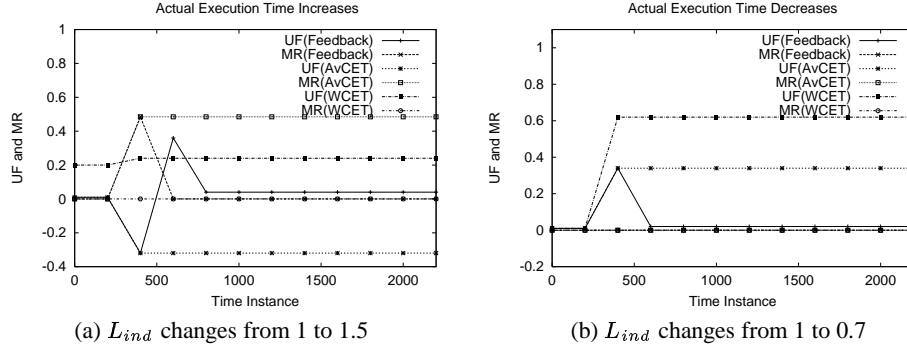 Actual Execution Time Increases
1
0.8
0.6
0.4
0.2
0
-0.2
-0.4
UF and MR
UF(Feedback)
MR(Feedback)
UF(AvCET)
MR(AvCET)
UF(WCET)
MR(WCET)
0 500 1000 1500 2000
Time Instance
(a) L_ind changes from 1 to 1.5
Actual Execution Time Decreases
1
0.8
0.6
0.4
0.2
0
-0.2
UF and MR
UF(Feedback)
MR(Feedback)
UF(AvCET)
MR(AvCET)
UF(WCET)
MR(WCET)
0 500 1000 1500 2000
Time Instance
(b) L_ind changes from 1 to 0.7